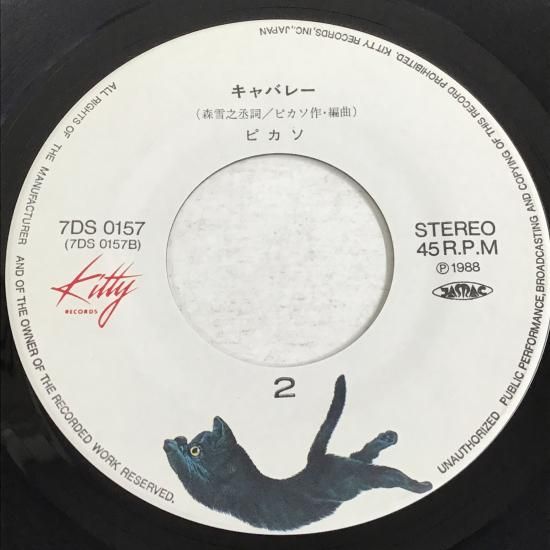 キャバレー
（森雪之丞詞／ピカソ作・編曲）
ピカソ
7DS 0157
(7DS 0157B)
Kitty
RECORDS
STEREO
45 R.P.M
Ⓟ1988
JASRAC
2
ALL RIGHTS OF THE MANUFACTURER AND OF THE OWNER OF THE RECORDED WORK RESERVED.
UNAUTHORIZED PUBLIC PERFORMANCE,BROADCASTING AND COPYING OF THIS RECORD PROHIBITED. KITTY RECORDS,INC.,JAPAN